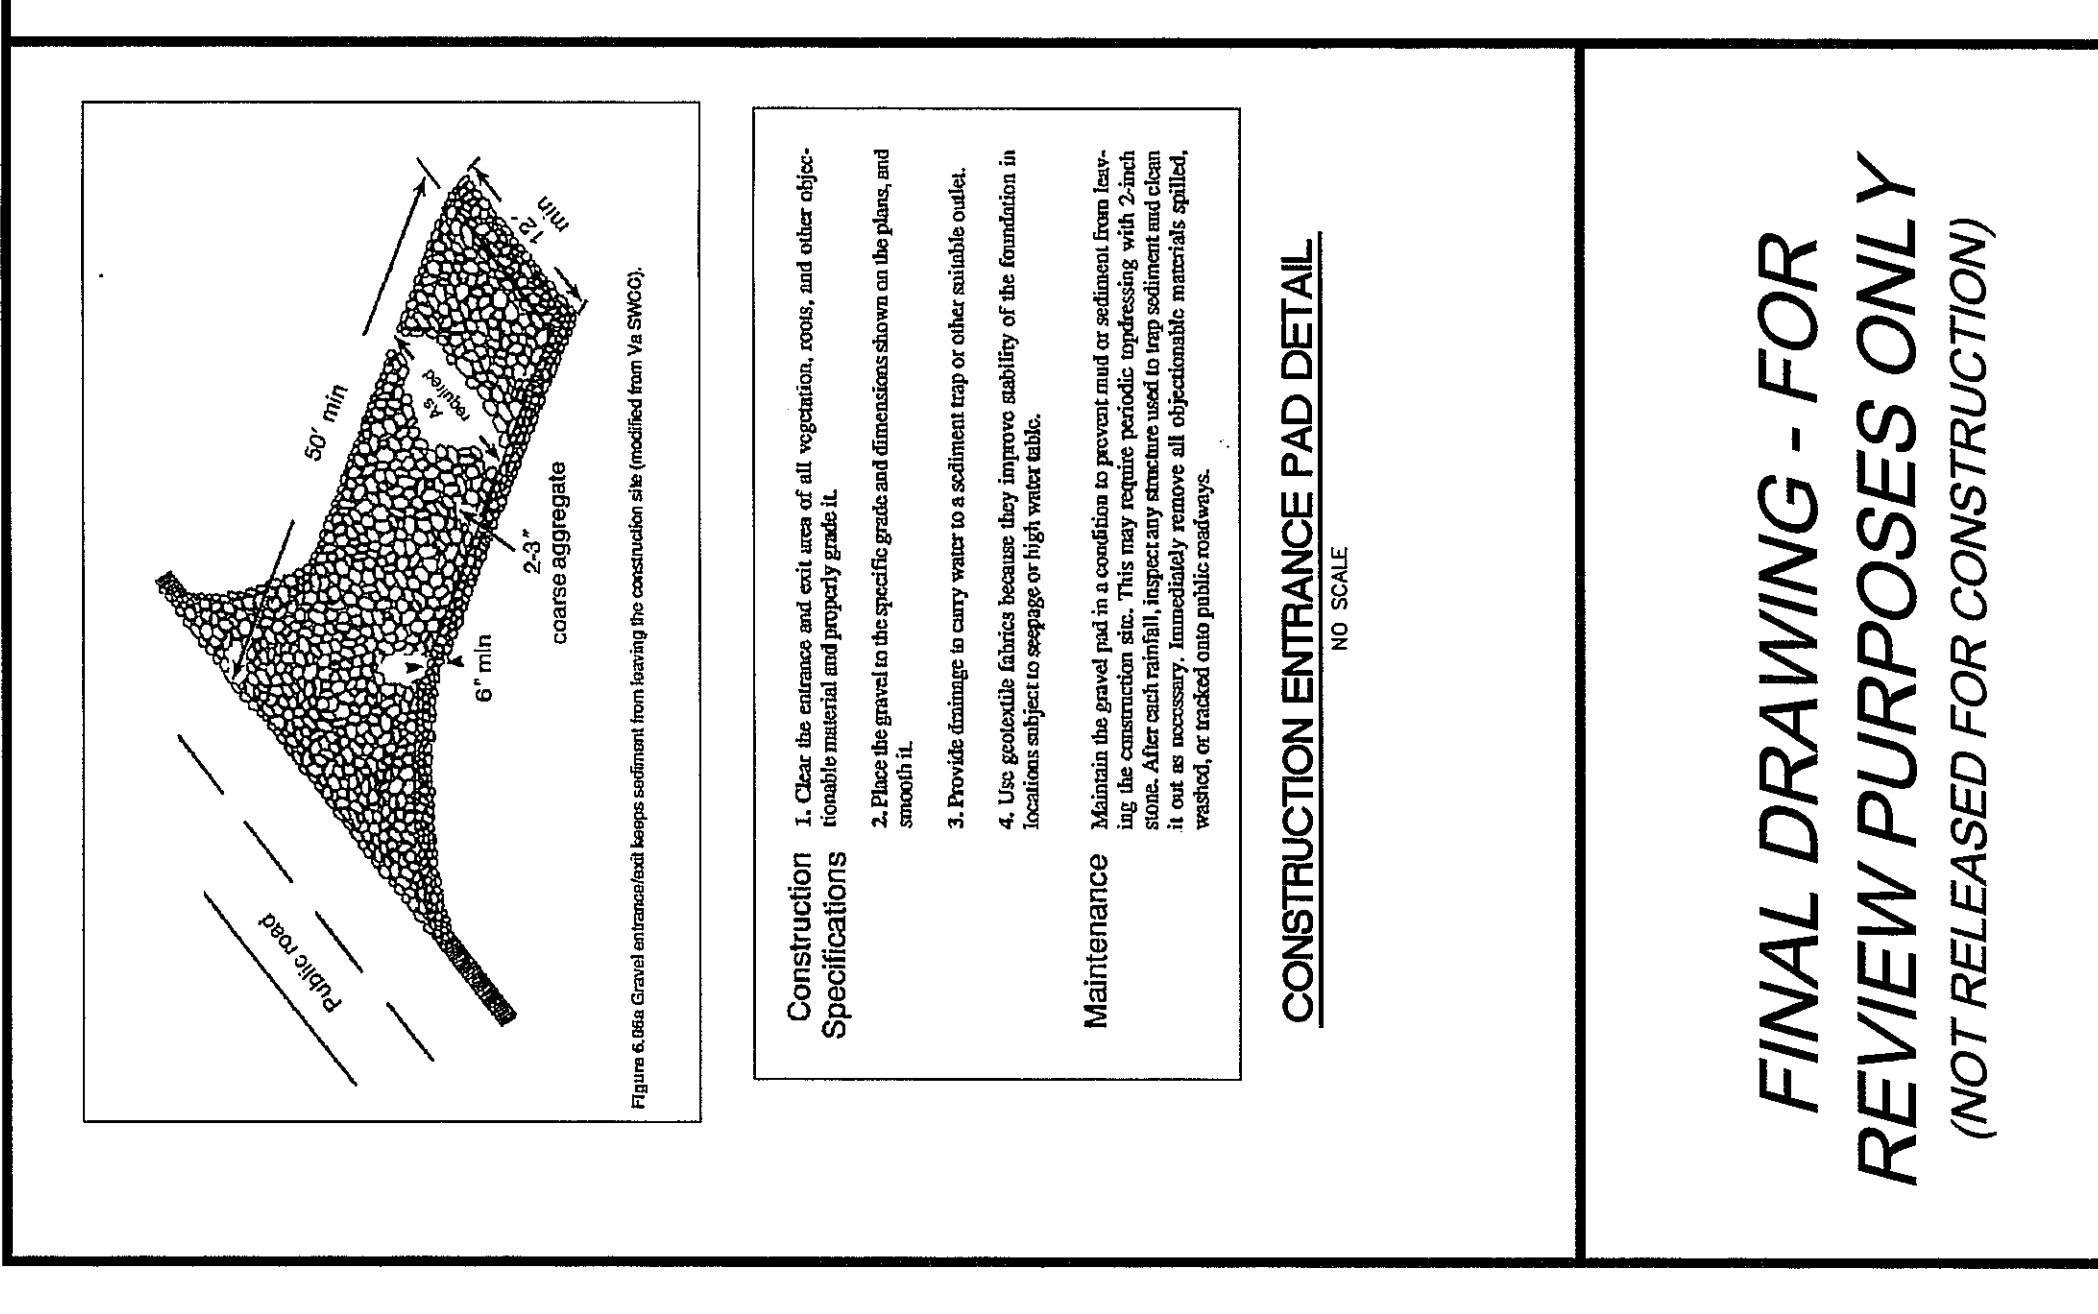 Public road
50' min
12'
min
As
required
2-3"
coarse aggregate
6" min
Figure 6.06a Gravel entrance/exit keeps sediment from leaving the construction site (modified from Va SWCC).
Construction
Specifications
1. Clear the entrance and exit area of all vegetation, roots, and other objec-
tionable material and properly grade it.
2. Place the gravel to the specific grade and dimensions shown on the plans, and
smooth it.
3. Provide drainage to carry water to a sediment trap or other suitable outlet.
4. Use geotextile fabrics because they improve stability of the foundation in
locations subject to seepage or high water table.
Maintenance
Maintain the gravel pad in a condition to prevent mud or sediment from leav-
ing the construction site. This may require periodic topdressing with 2-inch
stone. After each rainfall, inspect any structure used to trap sediment and clean
it out as necessary. Immediately remove all objectionable materials spilled,
washed, or tracked onto public roadways.
CONSTRUCTION ENTRANCE PAD DETAIL
NO SCALE
FINAL DRAWING - FOR
REVIEW PURPOSES ONLY
(NOT RELEASED FOR CONSTRUCTION)